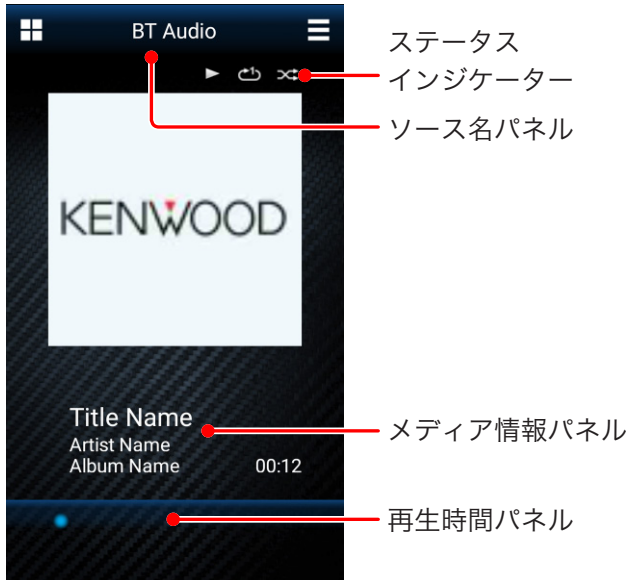 BT Audio
ステータス
インジケーター
ソース名パネル
KENWOOD
Title Name
Artist Name
Album Name 00:12
メディア情報パネル
再生時間パネル